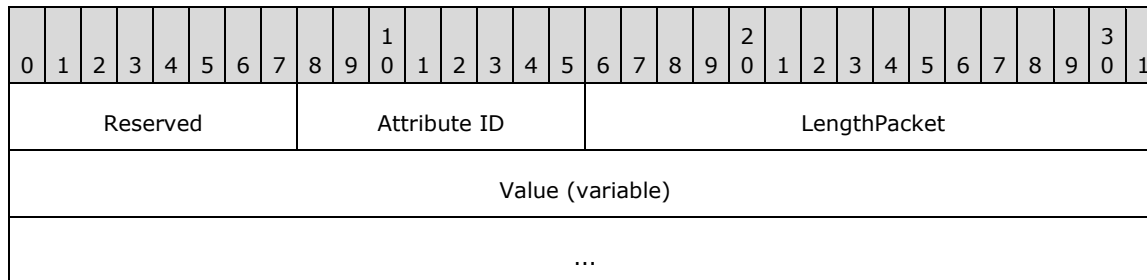 1 2 3
0 1 2 3 4 5 6 7 8 9 0 1 2 3 4 5 6 7 8 9 0 1 2 3 4 5 6 7 8 9 0 1
Reserved Attribute ID LengthPacket
Value (variable)
...